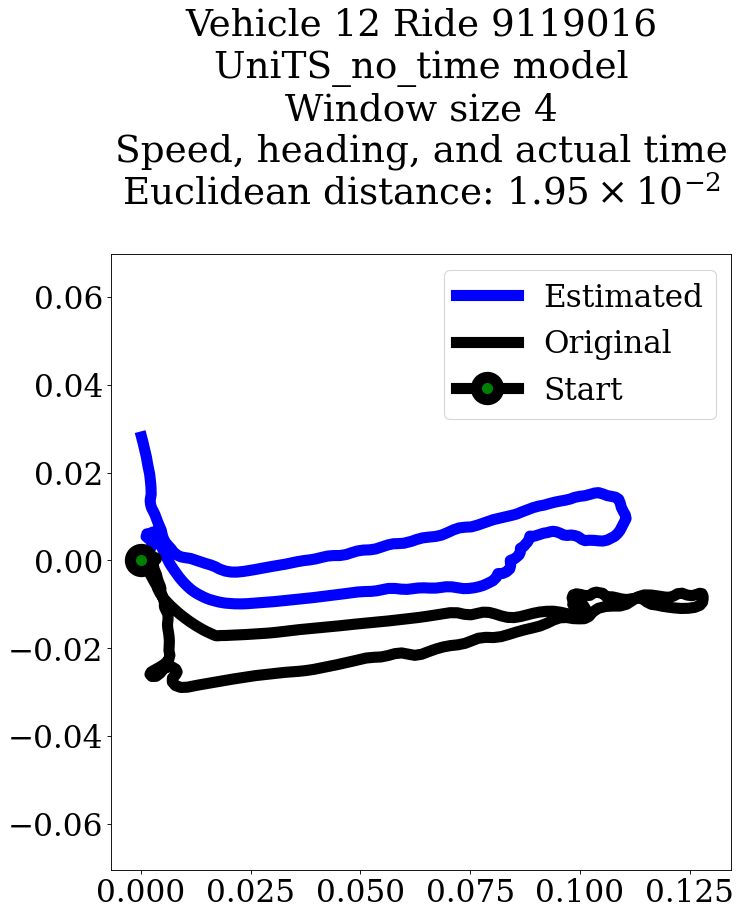 Vehicle 12 Ride 9119016
UniTS_no_time model
Window size 4
Speed, heading, and actual time
Euclidean distance: 1.95 × 10⁻²
Estimated
Original
Start
0.06
0.04
0.02
0.00
−0.02
−0.04
−0.06
0.000 0.025 0.050 0.075 0.100 0.125